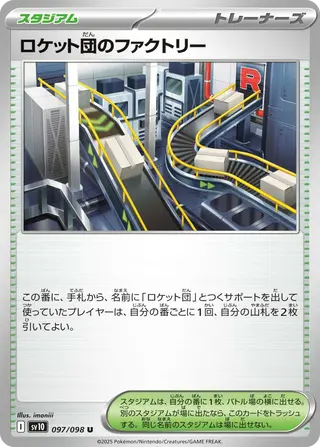 スタジアム
トレーナーズ
ロケット団のファクトリー
R
この番に、手札から、名前に「ロケット団」とつくサポートを出して
使っていたプレイヤーは、自分の番ごとに1回、自分の山札を2枚
引いてよい。
Illus. imoniii
I sv10 097/098 U
スタジアムは、自分の番に1枚、バトル場の横に出せる。
別のスタジアムが場に出たなら、このカードをトラッシュ
する。同じ名前のスタジアムは場に出せない。
©2025 Pokémon/Nintendo/Creatures/GAME FREAK.